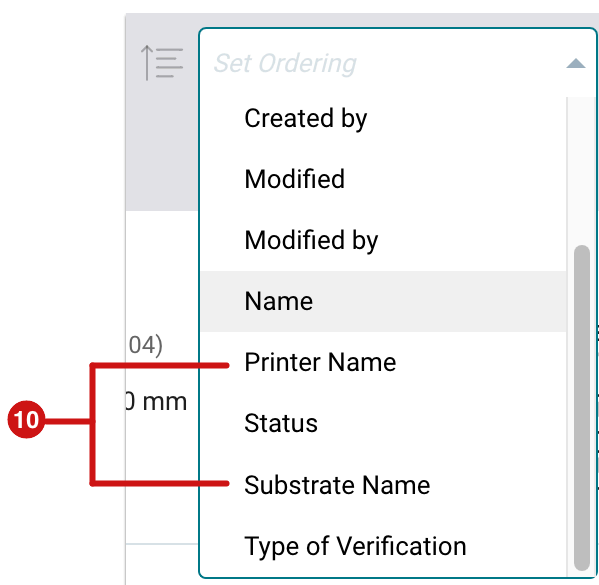 Set Ordering
Created by
Modified
Modified by
Name
04)
Printer Name
0 mm
10
Status
Substrate Name
Type of Verification